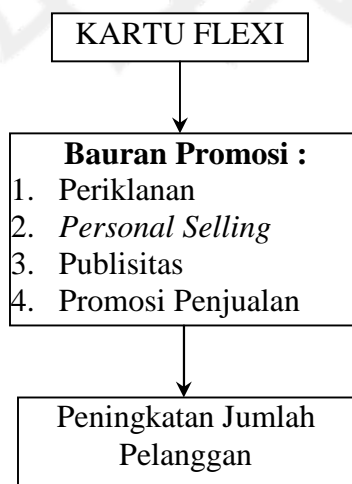 KARTU FLEXI
Bauran Promosi :
1. Periklanan
2. Personal Selling
3. Publisitas
4. Promosi Penjualan
Peningkatan Jumlah
Pelanggan